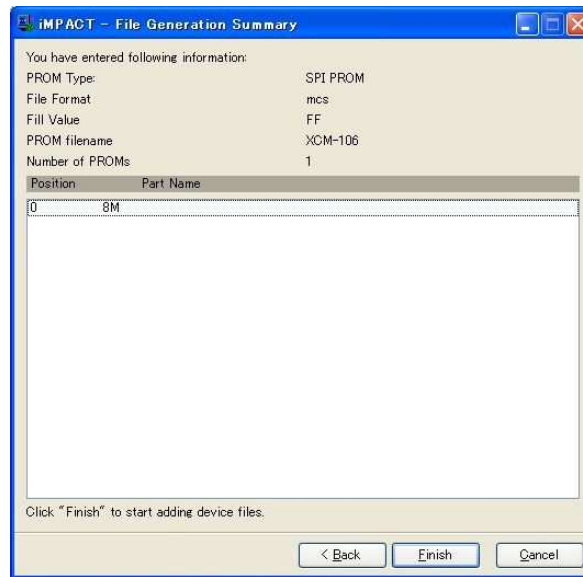 iMPACT - File Generation Summary
You have entered following information:
PROM Type: SPI PROM
File Format mcs
Fill Value FF
PROM filename XCM-106
Number of PROMs 1
Position Part Name
0 8M
Click "Finish" to start adding device files.
< Back Finish Cancel